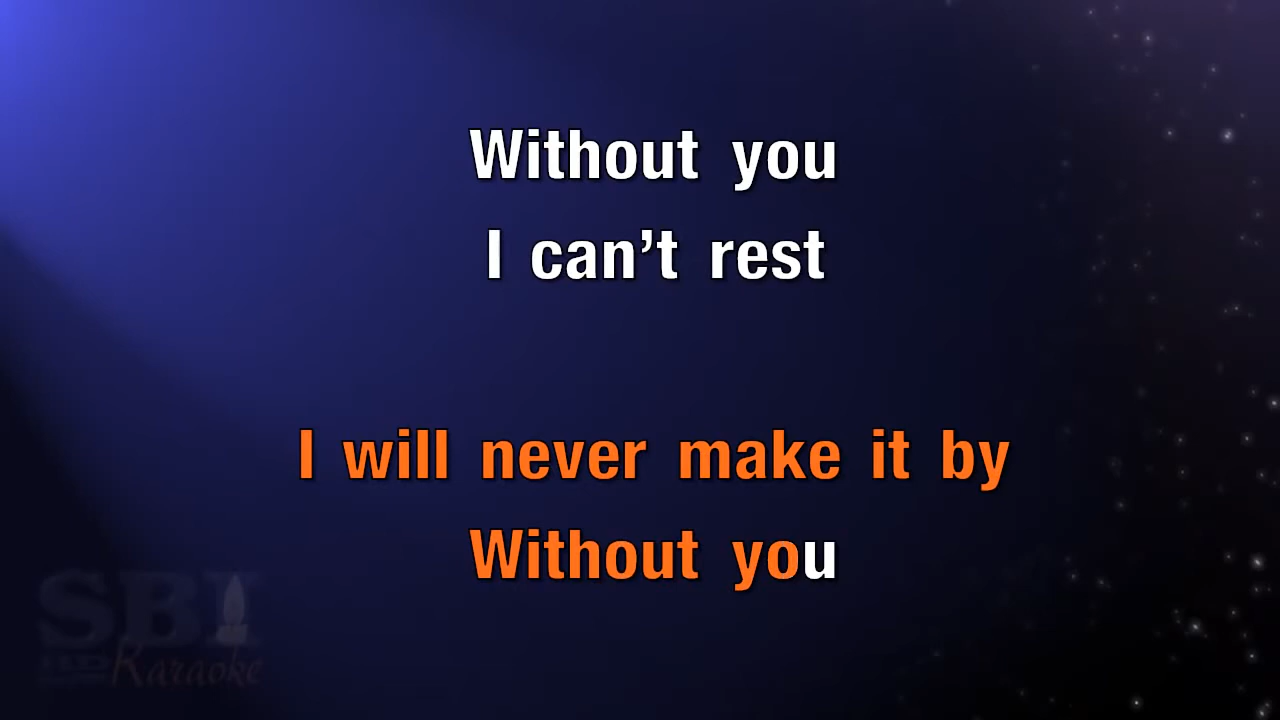 Without you
I can’t rest
I will never make it by
Without you
SBI
Karaoke